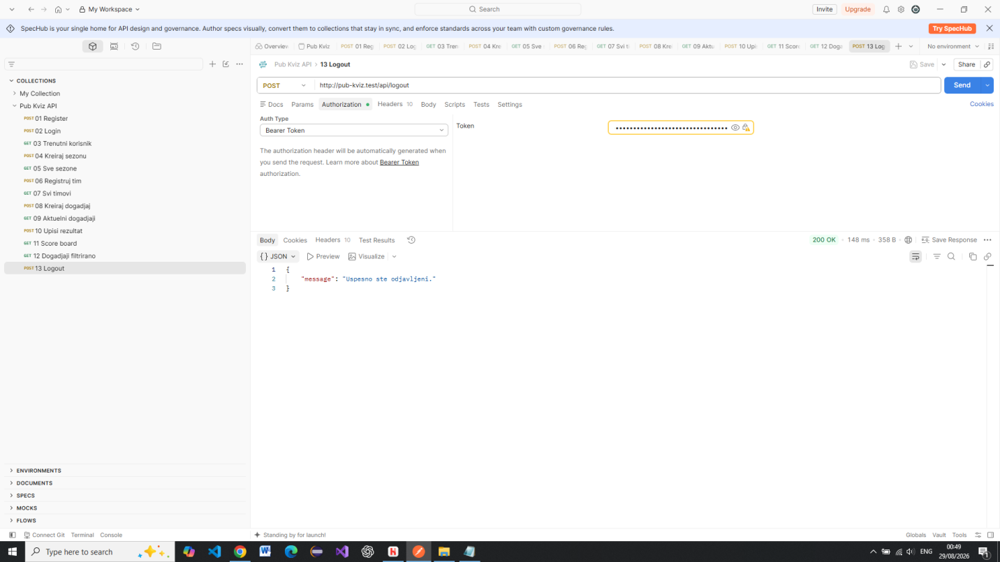 My Workspace
Search
Invite
Upgrade
SpecHub is your single home for API design and governance. Author specs visually, convert them to collections that stay in sync, and enforce standards across your team with custom governance rules.
Try SpecHub
Overview
Pub Kviz
POST 01 Reg
POST 02 Log
GET 03 Tren
POST 04 Kre
GET 05 Sve
POST 06 Reg
GET 07 Svi ti
POST 08 Kre
GET 09 Aktu
POST 10 Upi
GET 11 Score
GET 12 Doga
POST 13 Log
No environment
COLLECTIONS
My Collection
Pub Kviz API
POST 01 Register
POST 02 Login
GET 03 Trenutni korisnik
POST 04 Kreiraj sezonu
GET 05 Sve sezone
POST 06 Registruj tim
GET 07 Svi timovi
POST 08 Kreiraj dogadjaj
GET 09 Aktuelni dogadjaji
POST 10 Upisi rezultat
GET 11 Score board
GET 12 Dogadjaji filtrirano
POST 13 Logout
ENVIRONMENTS
DOCUMENTS
SPECS
MOCKS
FLOWS
HTTP Pub Kviz API > 13 Logout
Save
Share
POST
http://pub-kviz.test/api/logout
Send
Docs
Params
Authorization
Headers 10
Body
Scripts
Tests
Settings
Cookies
Auth Type
Bearer Token
The authorization header will be automatically generated when
you send the request. Learn more about Bearer Token
authorization.
Token
Body
Cookies
Headers 10
Test Results
200 OK • 148 ms • 358 B
Save Response
{} JSON
Preview
Visualize
1 {
2 "message": "Uspesno ste odjavljeni."
3 }
Connect Git
Terminal
Console
Standing by for launch!
Globals
Vault
Tools
Type here to search
ENG
00:49
29/08/2026
1